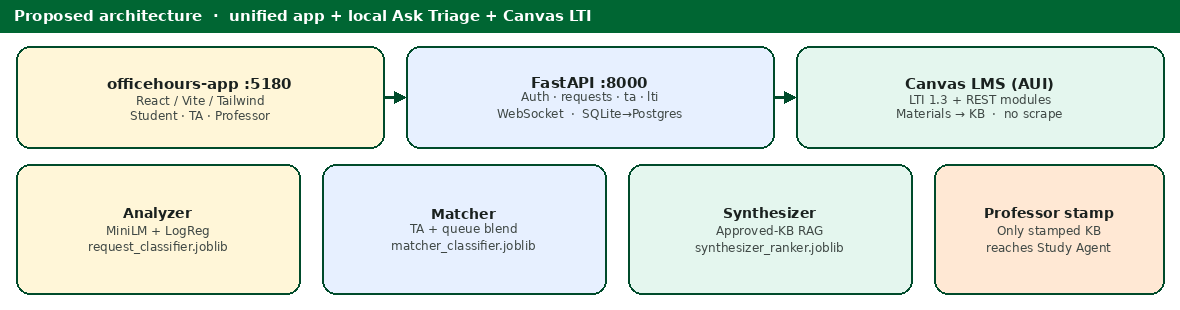 Proposed architecture · unified app + local Ask Triage + Canvas LTI
officehours-app :5180
React / Vite / Tailwind
Student · TA · Professor
FastAPI :8000
Auth · requests · ta · lti
WebSocket · SQLite→Postgres
Canvas LMS (AUI)
LTI 1.3 + REST modules
Materials → KB · no scrape
Analyzer
MiniLM + LogReg
request_classifier.joblib
Matcher
TA + queue blend
matcher_classifier.joblib
Synthesizer
Approved-KB RAG
synthesizer_ranker.joblib
Professor stamp
Only stamped KB
reaches Study Agent